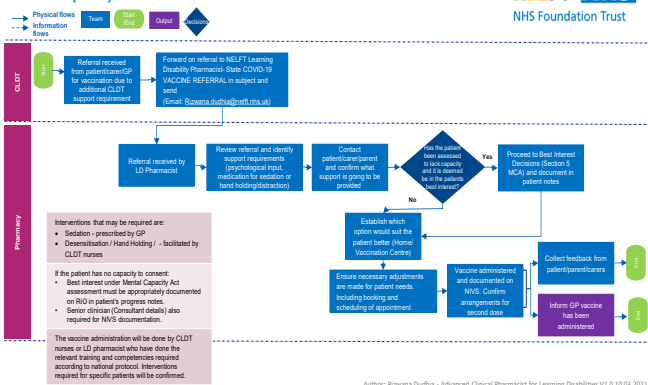 NHS Foundation Trust
Physical flows
Information
flows
Team
Start
/End
Output
Decisions
CLDT
Start
Referral received
from patient/carer/GP
for vaccination due to
additional CLDT
support requirement
Forward on referral to NELFT Learning
Disability Pharmacist- State COVID-19
VACCINE REFERRAL in subject and
send
(Email: Rizwana.dudhia@nelft.nhs.uk)
Pharmacy
Referral received by
LD Pharmacist
Review referral and identify
support requirements
(psychological input,
medication for sedation or
hand holding/distraction)
Contact
patient/carer/parent
and confirm what
support is going to be
provided
Has the patient
been assessed
to lack capacity
and it is deemed
be in the patients
best interest?
Yes
No
Proceed to Best Interest
Decisions (Section 5
MCA) and document in
patient notes
Establish which
option would suit the
patient better (Home/
Vaccination Centre)
Ensure necessary adjustments
are made for patient needs.
Including booking and
scheduling of appointment
Vaccine administered
and documented on
NIVS. Confirm
arrangements for
second dose
Collect feedback from
patient/parent/carers
End
Inform GP vaccine
has been
administered
End
Interventions that may be required are:
• Sedation - prescribed by GP
• Desensitisation / Hand Holding / - facilitated by
CLDT nurses
If the patient has no capacity to consent:
• Best interest under Mental Capacity Act
assessment must be appropriately documented
on RiO in patient's progress notes.
• Senior clinician (Consultant details) also
required for NIVS documentation.
The vaccine administration will be done by CLDT
nurses or LD pharmacist who have done the
relevant training and competencies required
according to national protocol. Interventions
required for specific patients will be confirmed.
Author: Rizwana Dudhia - Advanced Clinical Pharmacist for Learning Disabilities V1.0 10.03.2021